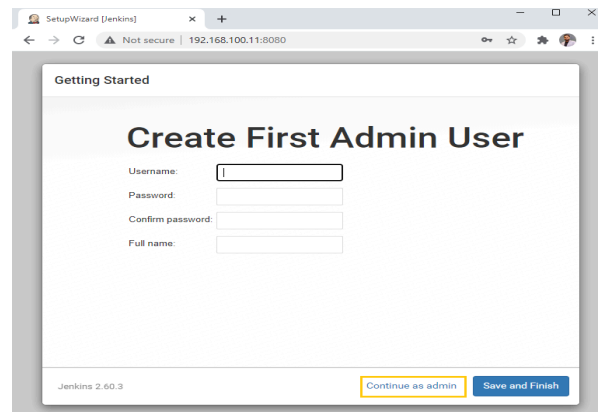 SetupWizard [Jenkins]
Not secure | 192.168.100.11:8080
Getting Started
Create First Admin User
Username:
Password:
Confirm password:
Full name:
Jenkins 2.60.3
Continue as admin
Save and Finish